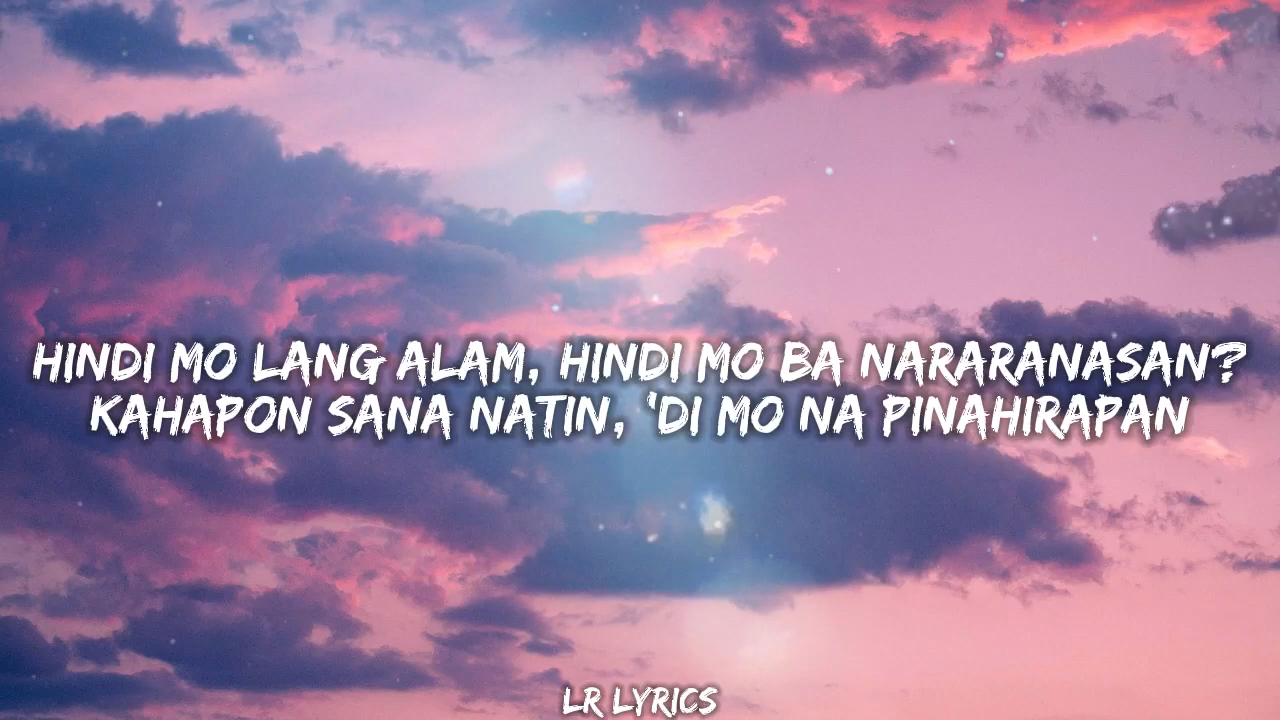 HINDI MO LANG ALAM, HINDI MO BA NARARANASAN?
KAHAPON SANA NATIN, 'DI MO NA PINAHIRAPAN
LR LYRICS